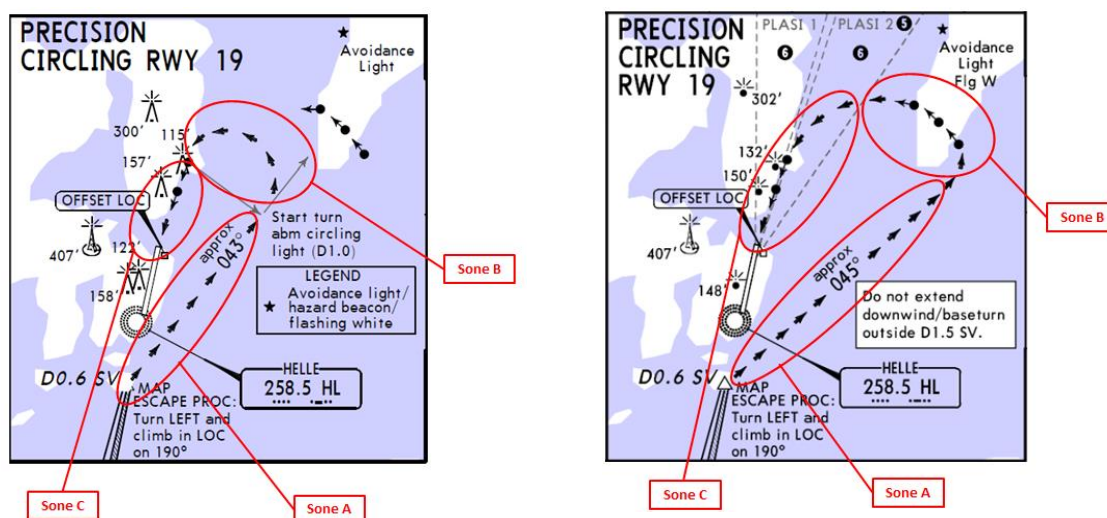 PRECISION
CIRCLING RWY 19
Avoidance
Light
300'
115'
157'
OFFSET LOC
407'
122'
158'
approx
043°
Start turn
abm circling
light (D1.0)
LEGEND
Avoidance light/
hazard beacon/
flashing white
D0.6 SV
MAP
ESCAPE PROC:
Turn LEFT and
climb in LOC
on 190°
HELLE
258.5 HL
Sone B
Sone C
Sone A
PRECISION
CIRCLING
RWY 19
PLASI 1
PLASI 2
5
6
6
Avoidance
Light
Flg W
302'
132'
150'
OFFSET LOC
407'
148'
approx
045°
Do not extend
downwind/baseturn
outside D1.5 SV.
D0.6 SV
MAP
ESCAPE PROC:
Turn LEFT and
climb in LOC
on 190°
HELLE
258.5 HL
Sone B
Sone C
Sone A